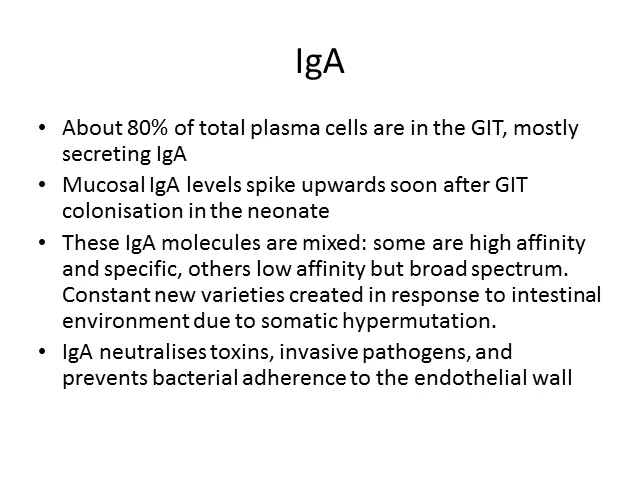 IgA
• About 80% of total plasma cells are in the GIT, mostly
secreting IgA
• Mucosal IgA levels spike upwards soon after GIT
colonisation in the neonate
• These IgA molecules are mixed: some are high affinity
and specific, others low affinity but broad spectrum.
Constant new varieties created in response to intestinal
environment due to somatic hypermutation.
• IgA neutralises toxins, invasive pathogens, and
prevents bacterial adherence to the endothelial wall